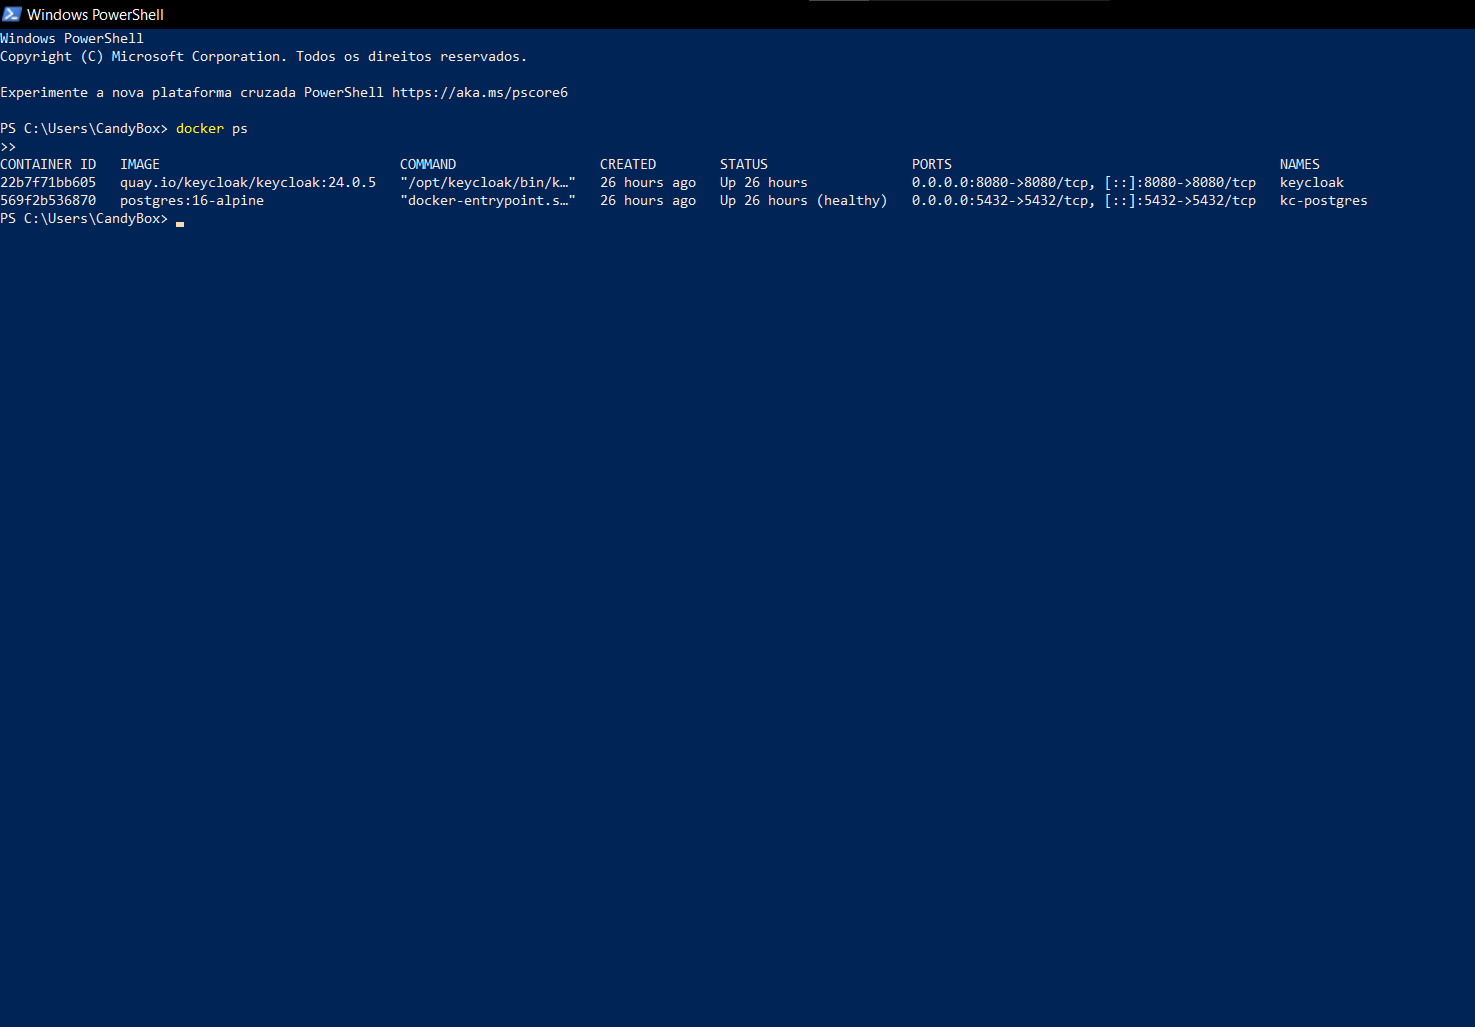 Windows PowerShell
Windows PowerShell
Copyright (C) Microsoft Corporation. Todos os direitos reservados.
Experimente a nova plataforma cruzada PowerShell https://aka.ms/pscore6
PS C:\Users\CandyBox> docker ps
>>
CONTAINER ID   IMAGE                              COMMAND                  CREATED        STATUS                  PORTS                                         NAMES
22b7f71bb605   quay.io/keycloak/keycloak:24.0.5   "/opt/keycloak/bin/k…"   26 hours ago   Up 26 hours             0.0.0.0:8080->8080/tcp, [::]:8080->8080/tcp   keycloak
569f2b536870   postgres:16-alpine                 "docker-entrypoint.s…"   26 hours ago   Up 26 hours (healthy)   0.0.0.0:5432->5432/tcp, [::]:5432->5432/tcp   kc-postgres
PS C:\Users\CandyBox>